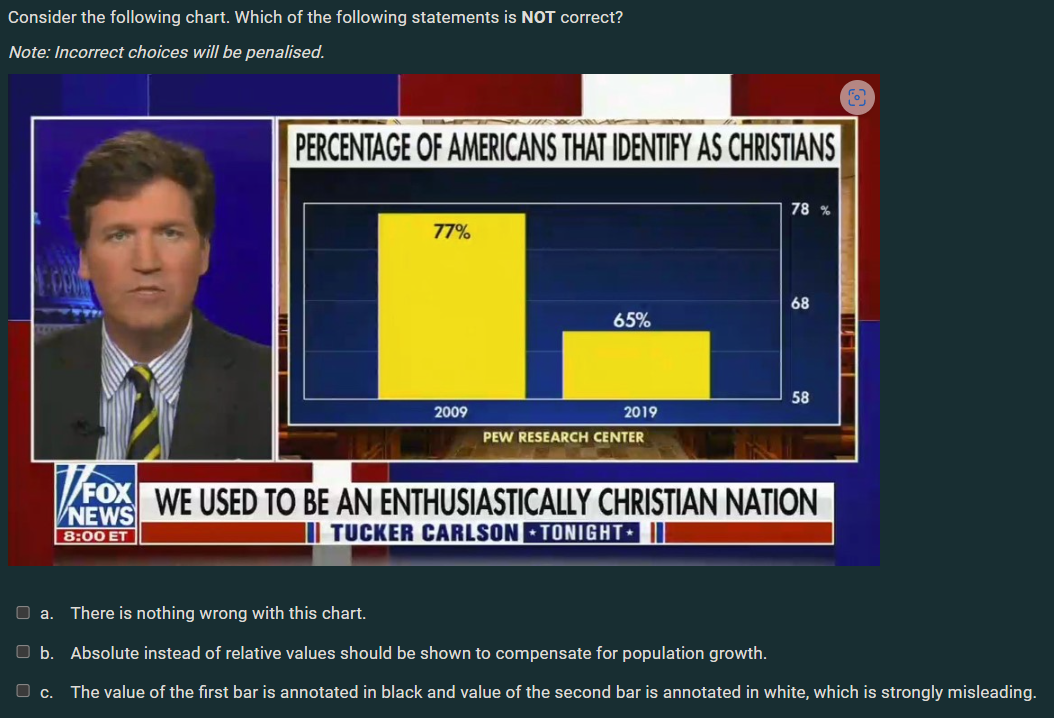 Consider the following chart. Which of the following statements is NOT correct?
Note: Incorrect choices will be penalised.
PERCENTAGE OF AMERICANS THAT IDENTIFY AS CHRISTIANS
78 %
77%
68
65%
58
2009 2019
PEW RESEARCH CENTER
FOX
NEWS
8:00 ET
WE USED TO BE AN ENTHUSIASTICALLY CHRISTIAN NATION
TUCKER CARLSON TONIGHT
a. There is nothing wrong with this chart.
b. Absolute instead of relative values should be shown to compensate for population growth.
c. The value of the first bar is annotated in black and value of the second bar is annotated in white, which is strongly misleading.